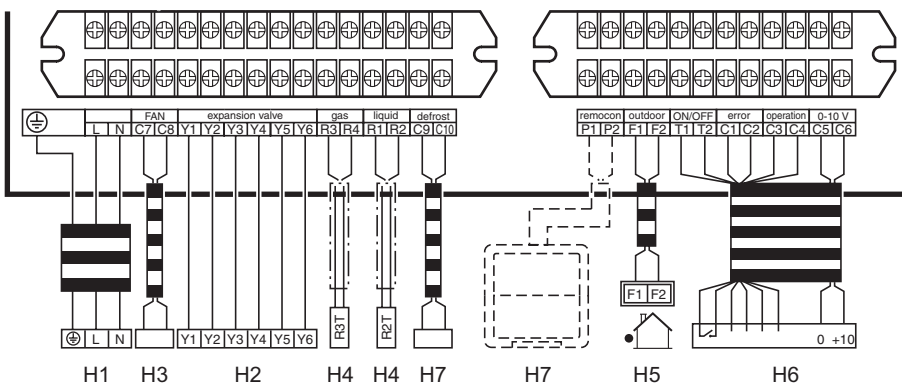 FAN expansion valve gas liquid defrost
L N C7 C8 Y1 Y2 Y3 Y4 Y5 Y6 R3 R4 R1 R2 C9 C10
remocon outdoor ON/OFF error operation 0-10 V
P1 P2 F1 F2 T1 T2 C1 C2 C3 C4 C5 C6
F1 F2
L N Y1 Y2 Y3 Y4 Y5 Y6 R3T R2T 0 +10
H1 H3 H2 H4 H4 H7 H7 H5 H6